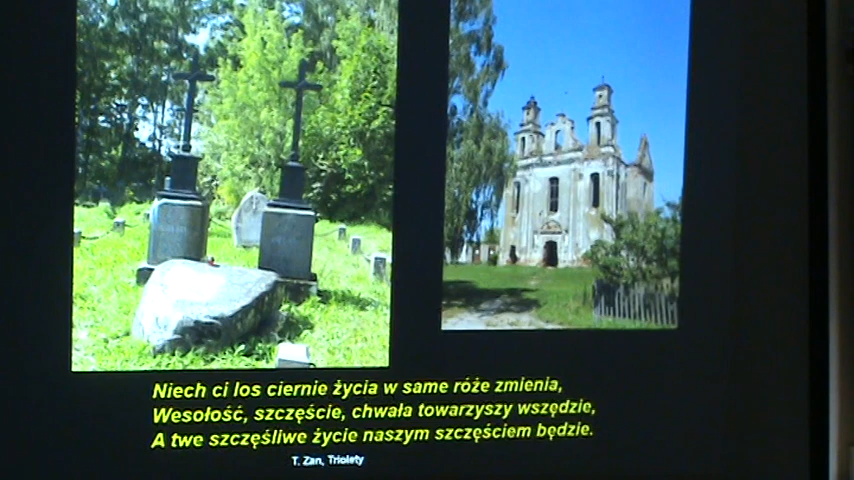 Niech ci los ciernie życia w same róże zmienia,
Wesołość, szczęście, chwała towarzyszy wszędzie,
A twe szczęśliwe życie naszym szczęściem będzie.
T. Zan, Triolety